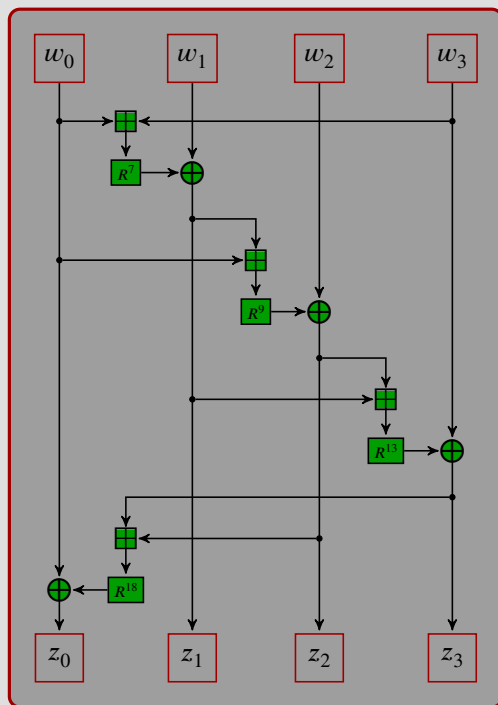 w₀ w₁ w₂ w₃
R⁷
R⁹
R¹³
R¹⁸
z₀ z₁ z₂ z₃